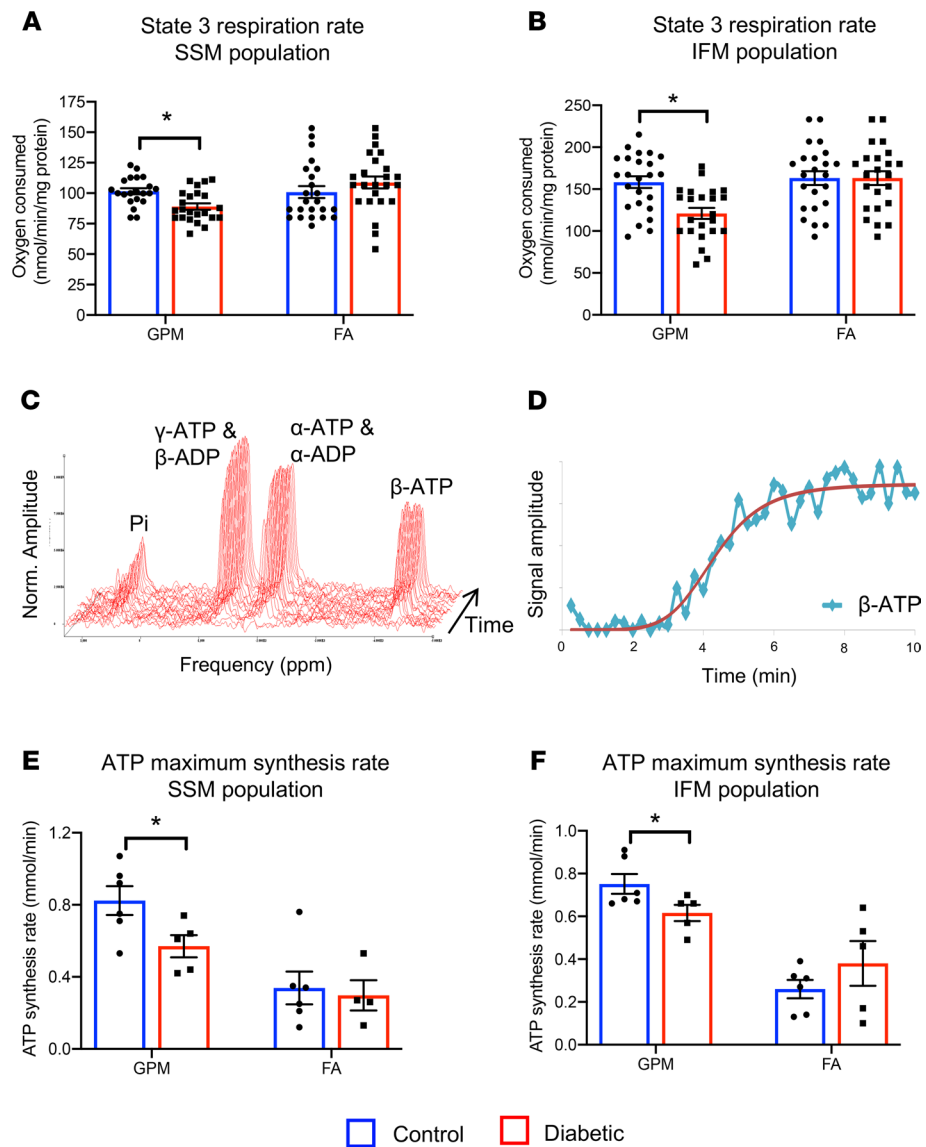 A
State 3 respiration rate
SSM population
Oxygen consumed
(nmol/min/mg protein)
175
150
125
100
75
50
25
0
*
GPM
FA
B
State 3 respiration rate
IFM population
Oxygen consumed
(nmol/min/mg protein)
250
200
150
100
50
0
*
GPM
FA
C
Norm. Amplitude
Pi
γ-ATP &
β-ADP
α-ATP &
α-ADP
β-ATP
Time
Frequency (ppm)
D
Signal amplitude
β-ATP
0
2
4
6
8
10
Time (min)
E
ATP maximum synthesis rate
SSM population
ATP synthesis rate (mmol/min)
1.2
0.8
0.4
0.0
*
GPM
FA
F
ATP maximum synthesis rate
IFM population
ATP synthesis rate (mmol/min)
1.0
0.8
0.6
0.4
0.2
0.0
*
GPM
FA
Control
Diabetic